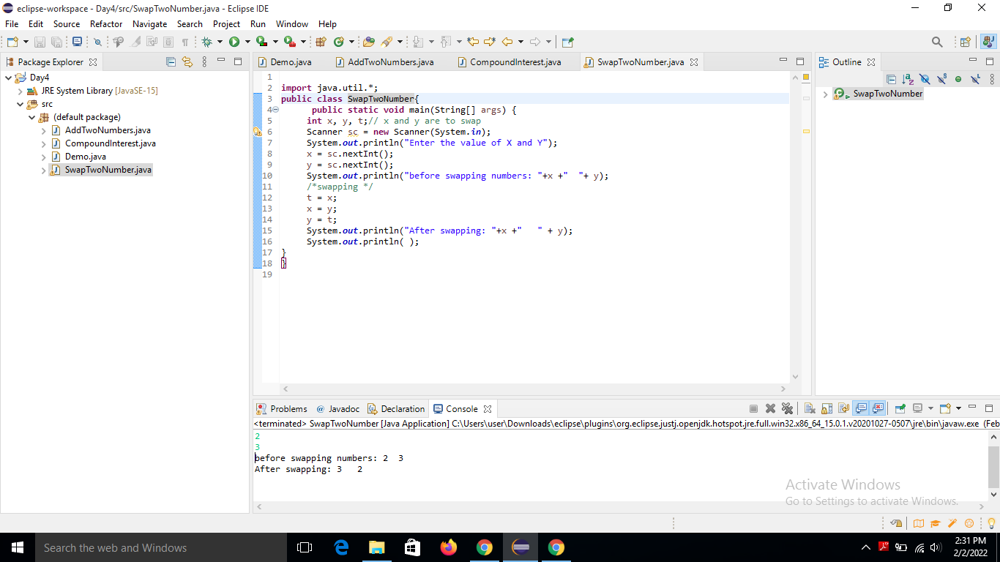 eclipse-workspace - Day4/src/SwapTwoNumber.java - Eclipse IDE
File Edit Source Refactor Navigate Search Project Run Window Help
Package Explorer
Day4
JRE System Library [JavaSE-15]
src
(default package)
AddTwoNumbers.java
CompoundInterest.java
Demo.java
SwapTwoNumber.java
Demo.java AddTwoNumbers.java CompoundInterest.java SwapTwoNumber.java
1
2 import java.util.*;
3 public class SwapTwoNumber{
4 public static void main(String[] args) {
5 int x, y, t;// x and y are to swap
6 Scanner sc = new Scanner(System.in);
7 System.out.println("Enter the value of X and Y");
8 x = sc.nextInt();
9 y = sc.nextInt();
10 System.out.println("before swapping numbers: "+x +"  "+ y);
11 /*swapping */
12 t = x;
13 x = y;
14 y = t;
15 System.out.println("After swapping: "+x +"   " + y);
16 System.out.println( );
17 }
18 }
19
Outline
SwapTwoNumber
Problems @ Javadoc Declaration Console
<terminated> SwapTwoNumber [Java Application] C:\Users\user\Downloads\eclipse\plugins\org.eclipse.justj.openjdk.hotspot.jre.full.win32.x86_64_15.0.1.v20201027-0507\jre\bin\javaw.exe (Feb
2
3
before swapping numbers: 2  3
After swapping: 3   2
Activate Windows
Go to Settings to activate Windows.
Search the web and Windows
2:31 PM
2/2/2022